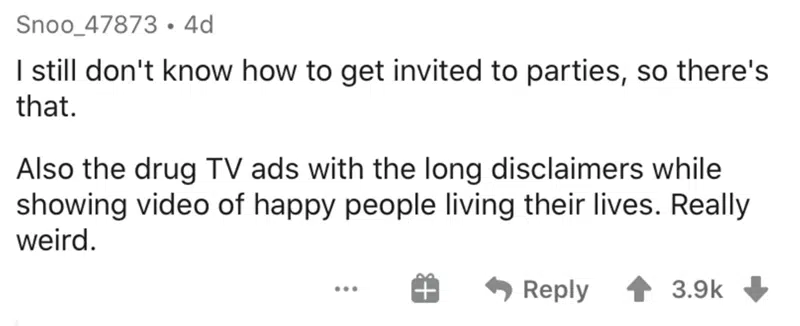 Snoo_47873 • 4d
I still don't know how to get invited to parties, so there's
that.
Also the drug TV ads with the long disclaimers while
showing video of happy people living their lives. Really
weird.
... Reply 3.9k